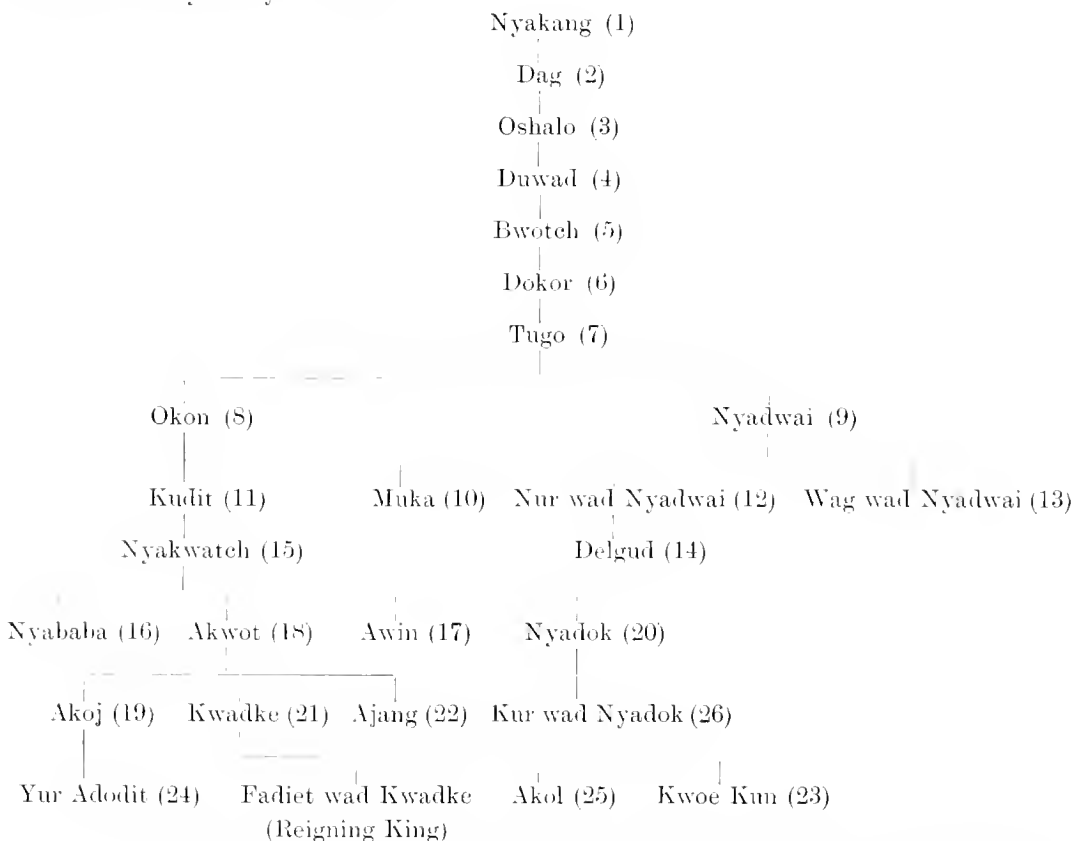 Nyakang (1)
Dag (2)
Oshalo (3)
Duwad (4)
Bwotch (5)
Dokor (6)
Tugo (7)
Okon (8) Nyadwai (9)
Kudit (11) Muka (10) Nur wad Nyadwai (12) Wag wad Nyadwai (13)
Nyakwatch (15) Delgud (14)
Nyababa (16) Akwot (18) Awin (17) Nyadok (20)
Akoj (19) Kwadke (21) Ajang (22) Kur wad Nyadok (26)
Yur Adodit (24) Fadiet wad Kwadke Akol (25) Kwoe Kun (23)
(Reigning King)